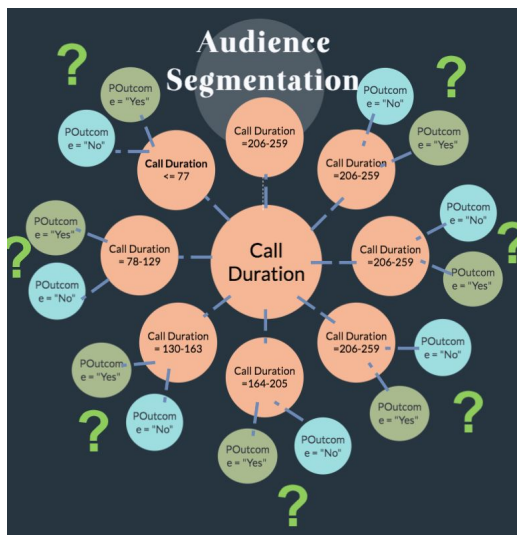 Audience
Segmentation
?
?
POutcom
e = "Yes"
POutcom
e = "No"
Call Duration
<= 77
Call Duration
=206-259
Call Duration
=206-259
POutcom
e = "No"
POutcom
e = "Yes"
?
POutcom
e = "Yes"
POutcom
e = "No"
Call Duration
= 78-129
Call
Duration
Call Duration
=206-259
POutcom
e = "No"
POutcom
e = "Yes"
?
POutcom
e = "Yes"
POutcom
e = "No"
Call Duration
= 130-163
Call Duration
=164-205
Call Duration
=206-259
POutcom
e = "No"
POutcom
e = "Yes"
?
?
POutcom
e = "Yes"
POutcom
e = "No"
?